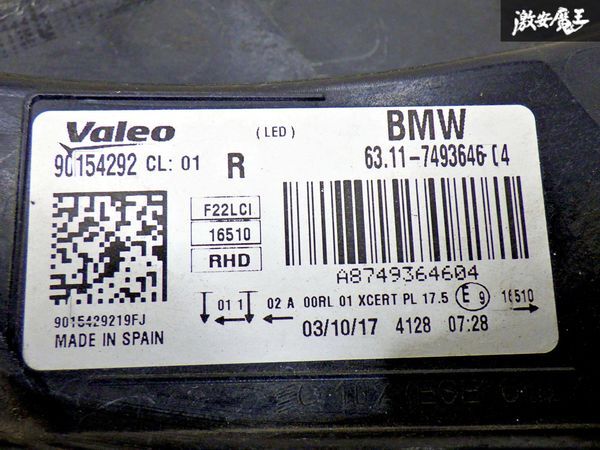 激安魔王
Valeo (LED) BMW
90154292 CL: 01 R 63.11-7493646-04
F22LCI
16510
RHD
A8749364604
01 1 02 A 00RL 01 XCERT PL 17.5 E 9 16510
9015429219FJ
MADE IN SPAIN
03/10/17 4128 07:28